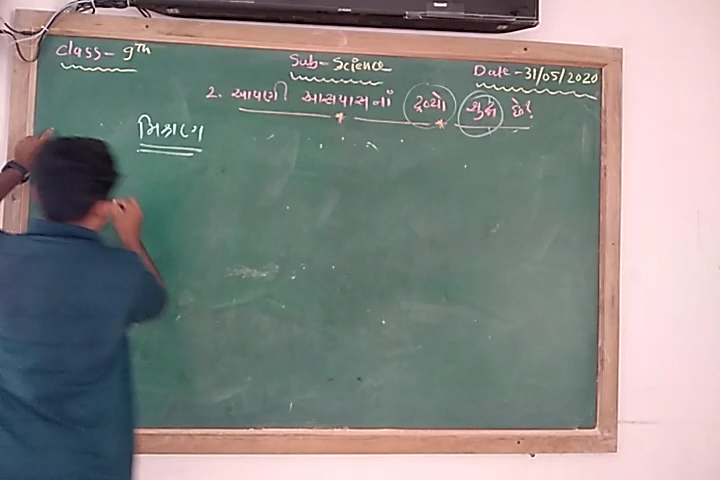 Class- 9th
Sub- Science
Date - 31/05/2020
2. આપણી આસપાસનાં દ્રવ્યો શુદ્ધ છે?
મિશ્રણ